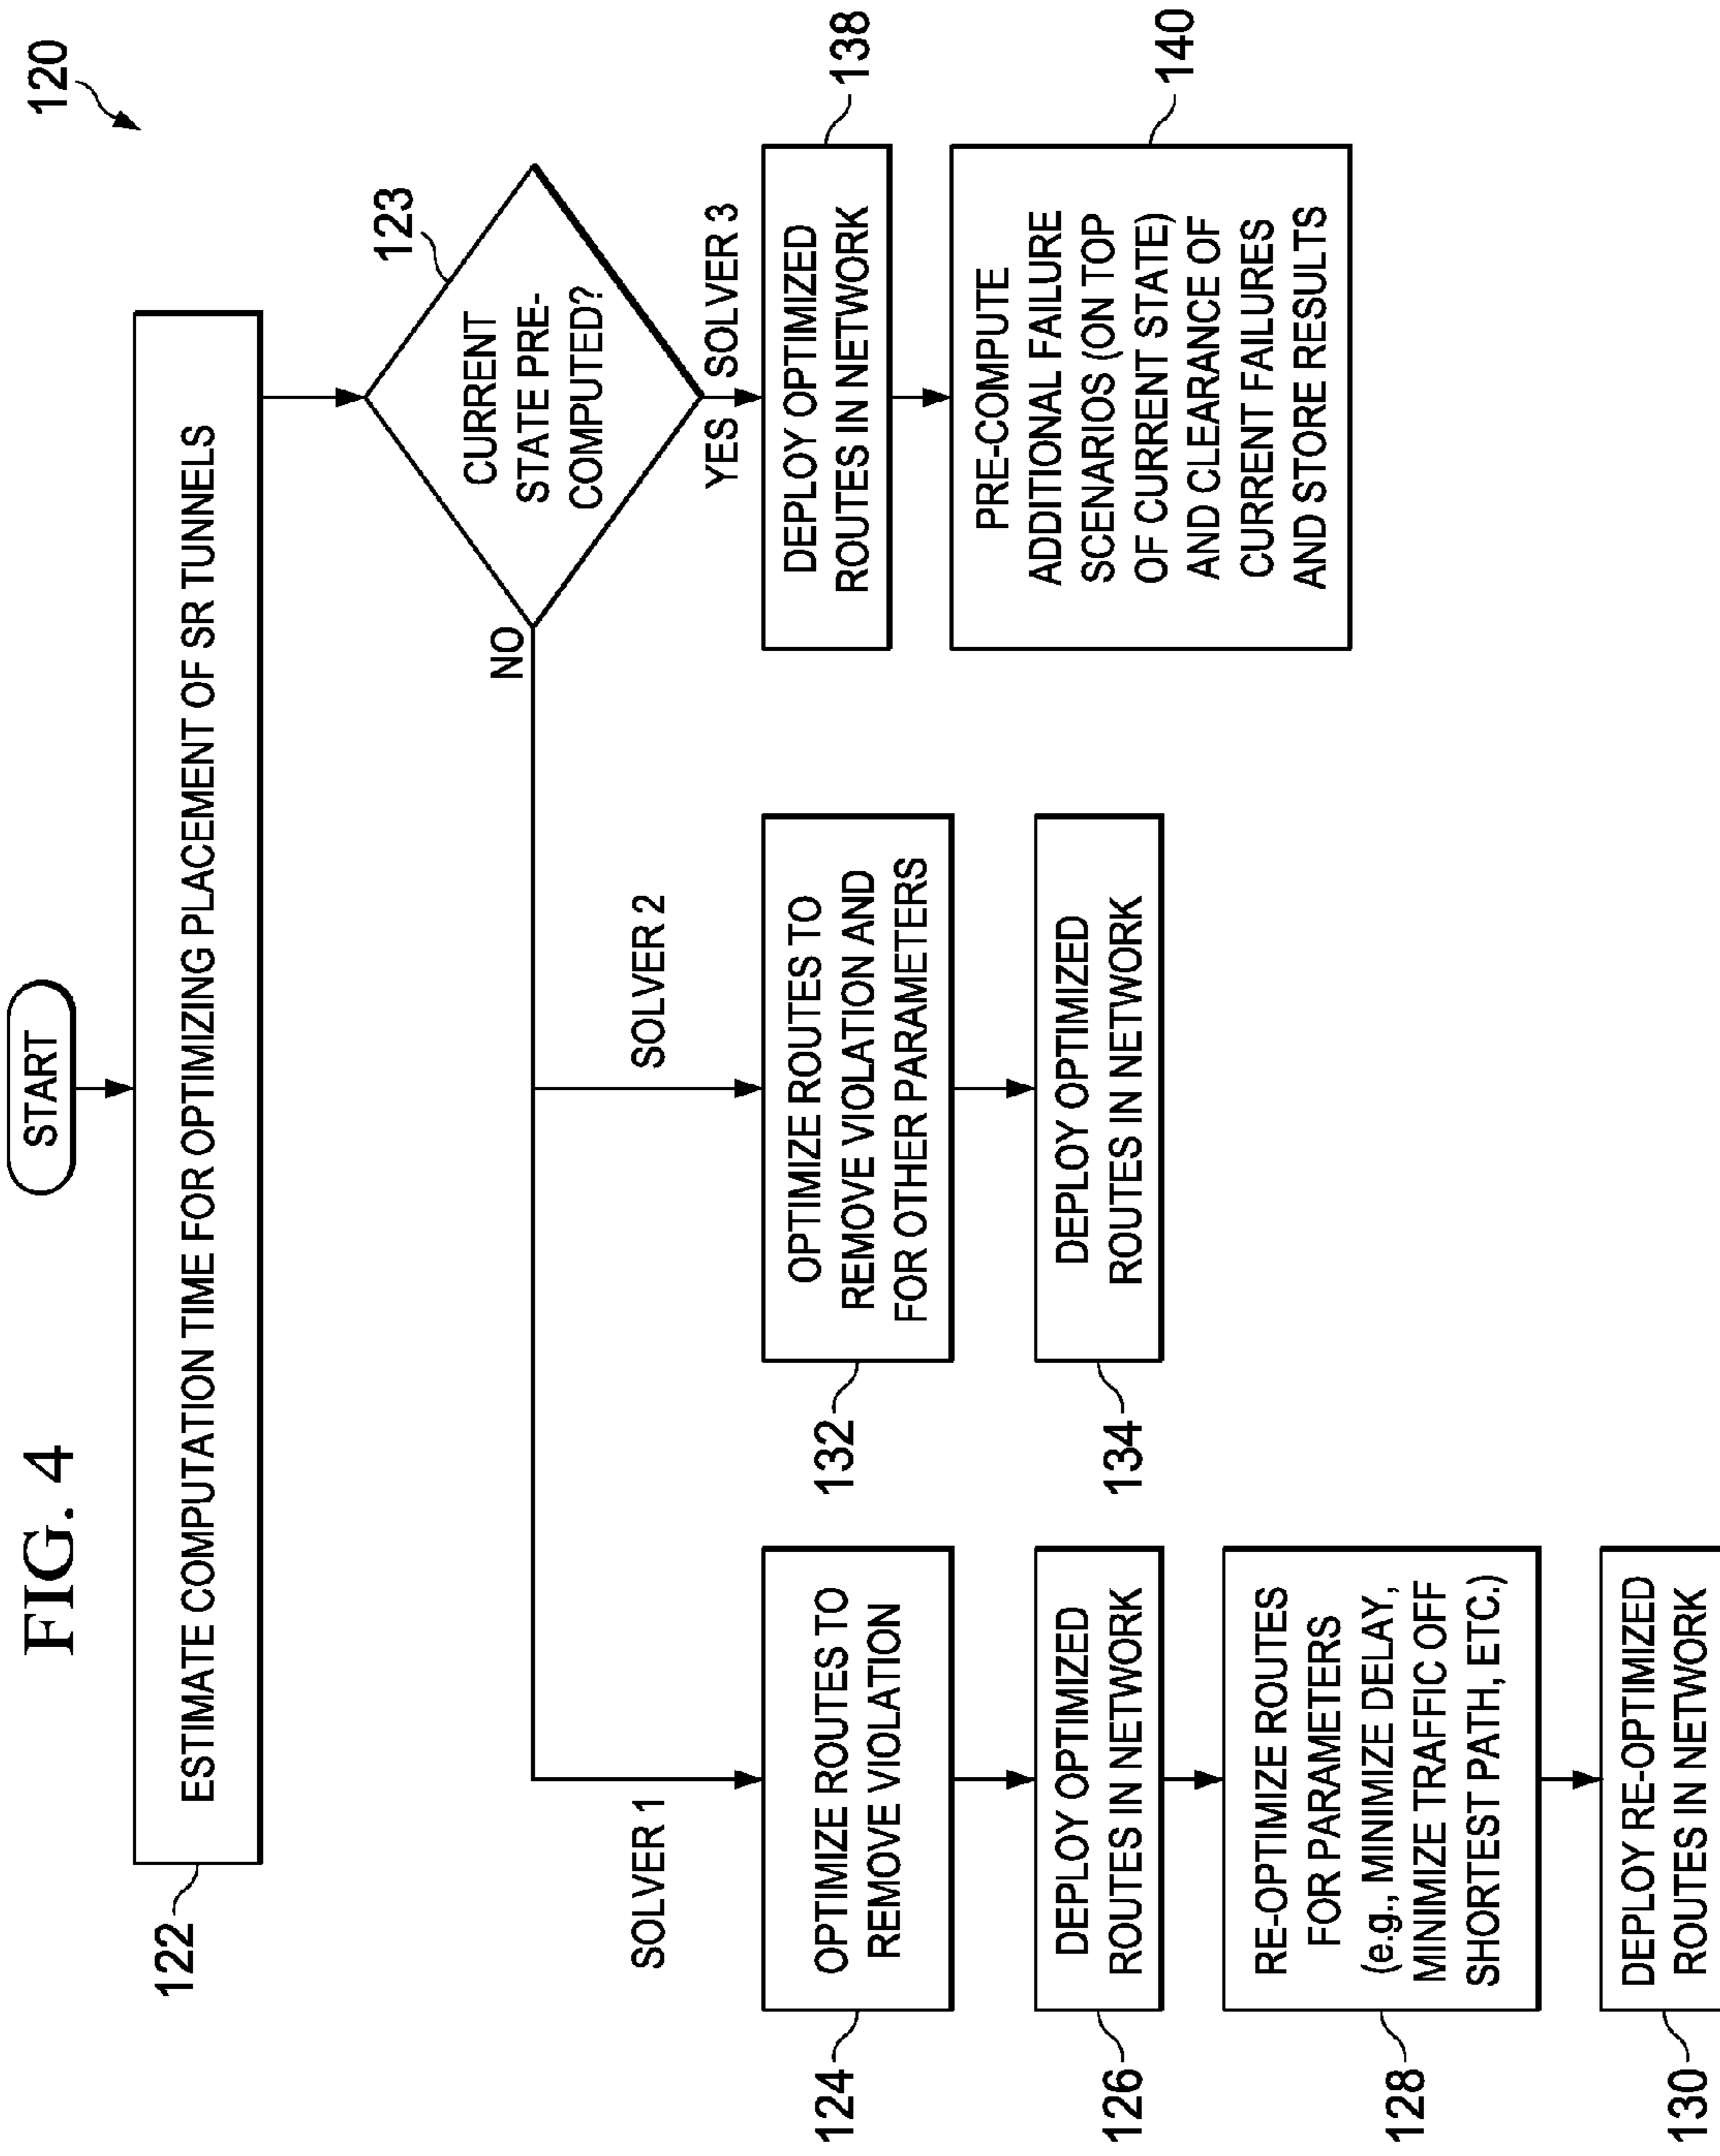 FIG. 4
120
START
122
ESTIMATE COMPUTATION TIME FOR OPTIMIZING PLACEMENT OF SR TUNNELS
123
CURRENT
STATE PRE-
COMPUTED?
NO
YES
SOLVER 3
SOLVER 1
SOLVER 2
124
OPTIMIZE ROUTES TO
REMOVE VIOLATION
126
DEPLOY OPTIMIZED
ROUTES IN NETWORK
128
RE-OPTIMIZE ROUTES
FOR PARAMETERS
(e.g., MINIMIZE DELAY,
MINIMIZE TRAFFIC OFF
SHORTEST PATH, ETC.)
130
DEPLOY RE-OPTIMIZED
ROUTES IN NETWORK
132
OPTIMIZE ROUTES TO
REMOVE VIOLATION AND
FOR OTHER PARAMETERS
134
DEPLOY OPTIMIZED
ROUTES IN NETWORK
138
DEPLOY OPTIMIZED
ROUTES IN NETWORK
140
PRE-COMPUTE
ADDITIONAL FAILURE
SCENARIOS (ON TOP
OF CURRENT STATE)
AND CLEARANCE OF
CURRENT FAILURES
AND STORE RESULTS